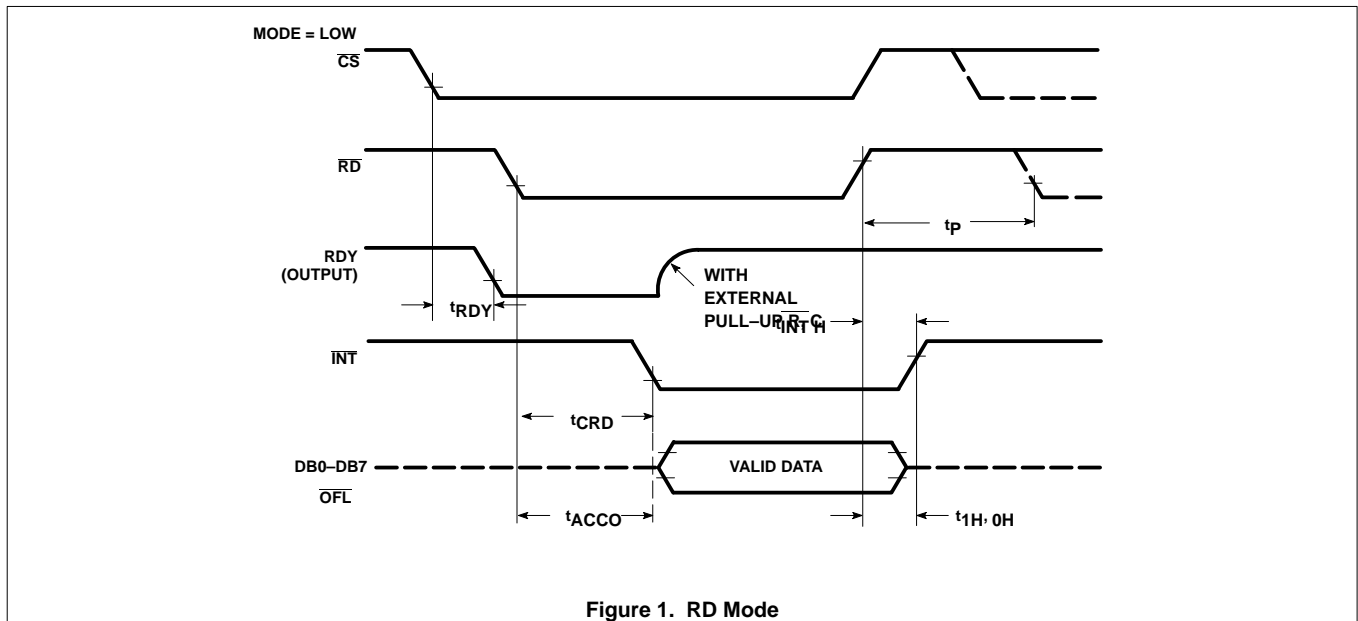 MODE = LOW
CS
RD
tP
RDY
(OUTPUT)
WITH
EXTERNAL
PULL–UP R–C
tRDY
tINT H
INT
tCRD
DB0–DB7
VALID DATA
OFL
tACCO
t1H, 0H
Figure 1. RD Mode